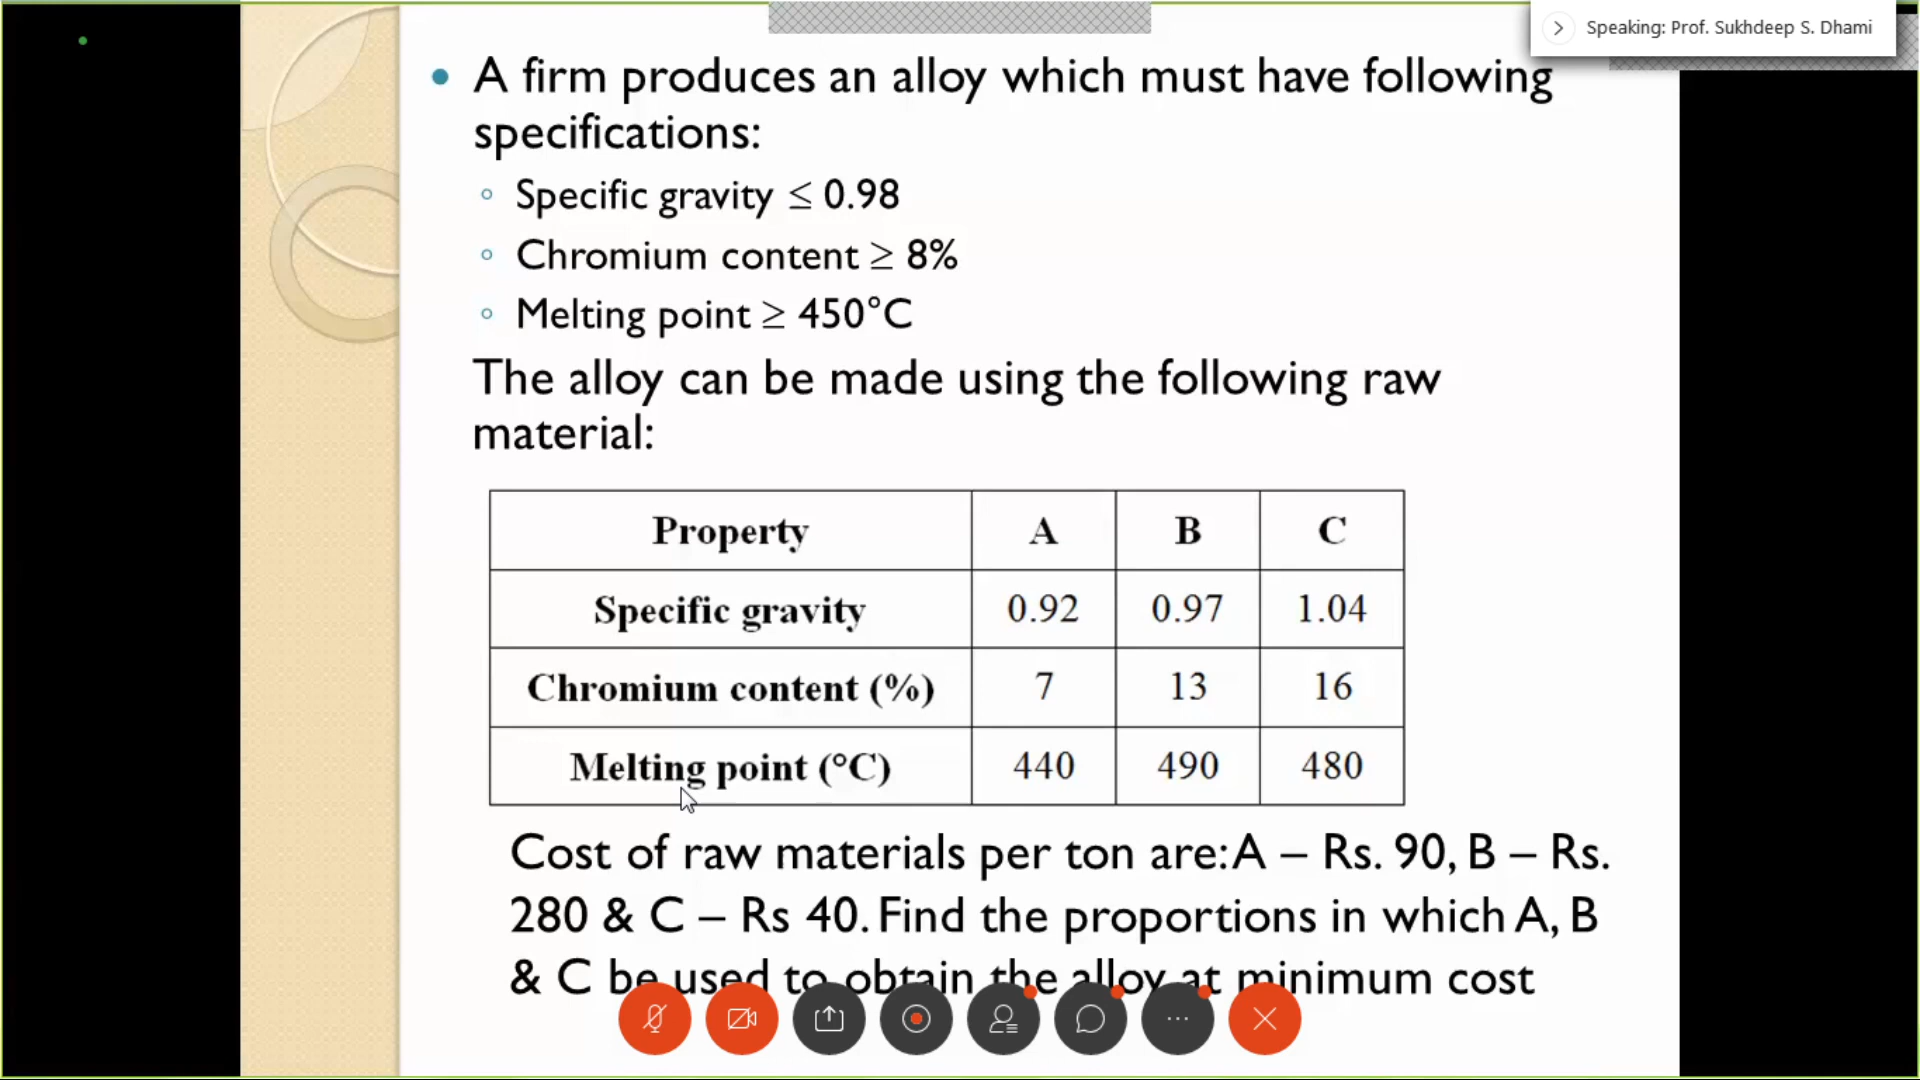 Speaking: Prof. Sukhdeep S. Dhami
• A firm produces an alloy which must have following
specifications:
◦ Specific gravity ≤ 0.98
◦ Chromium content ≥ 8%
◦ Melting point ≥ 450°C
The alloy can be made using the following raw
material:
Property A B C
Specific gravity 0.92 0.97 1.04
Chromium content (%) 7 13 16
Melting point (°C) 440 490 480
Cost of raw materials per ton are: A – Rs. 90, B – Rs.
280 & C – Rs 40. Find the proportions in which A, B
& C be used to obtain the alloy at minimum cost